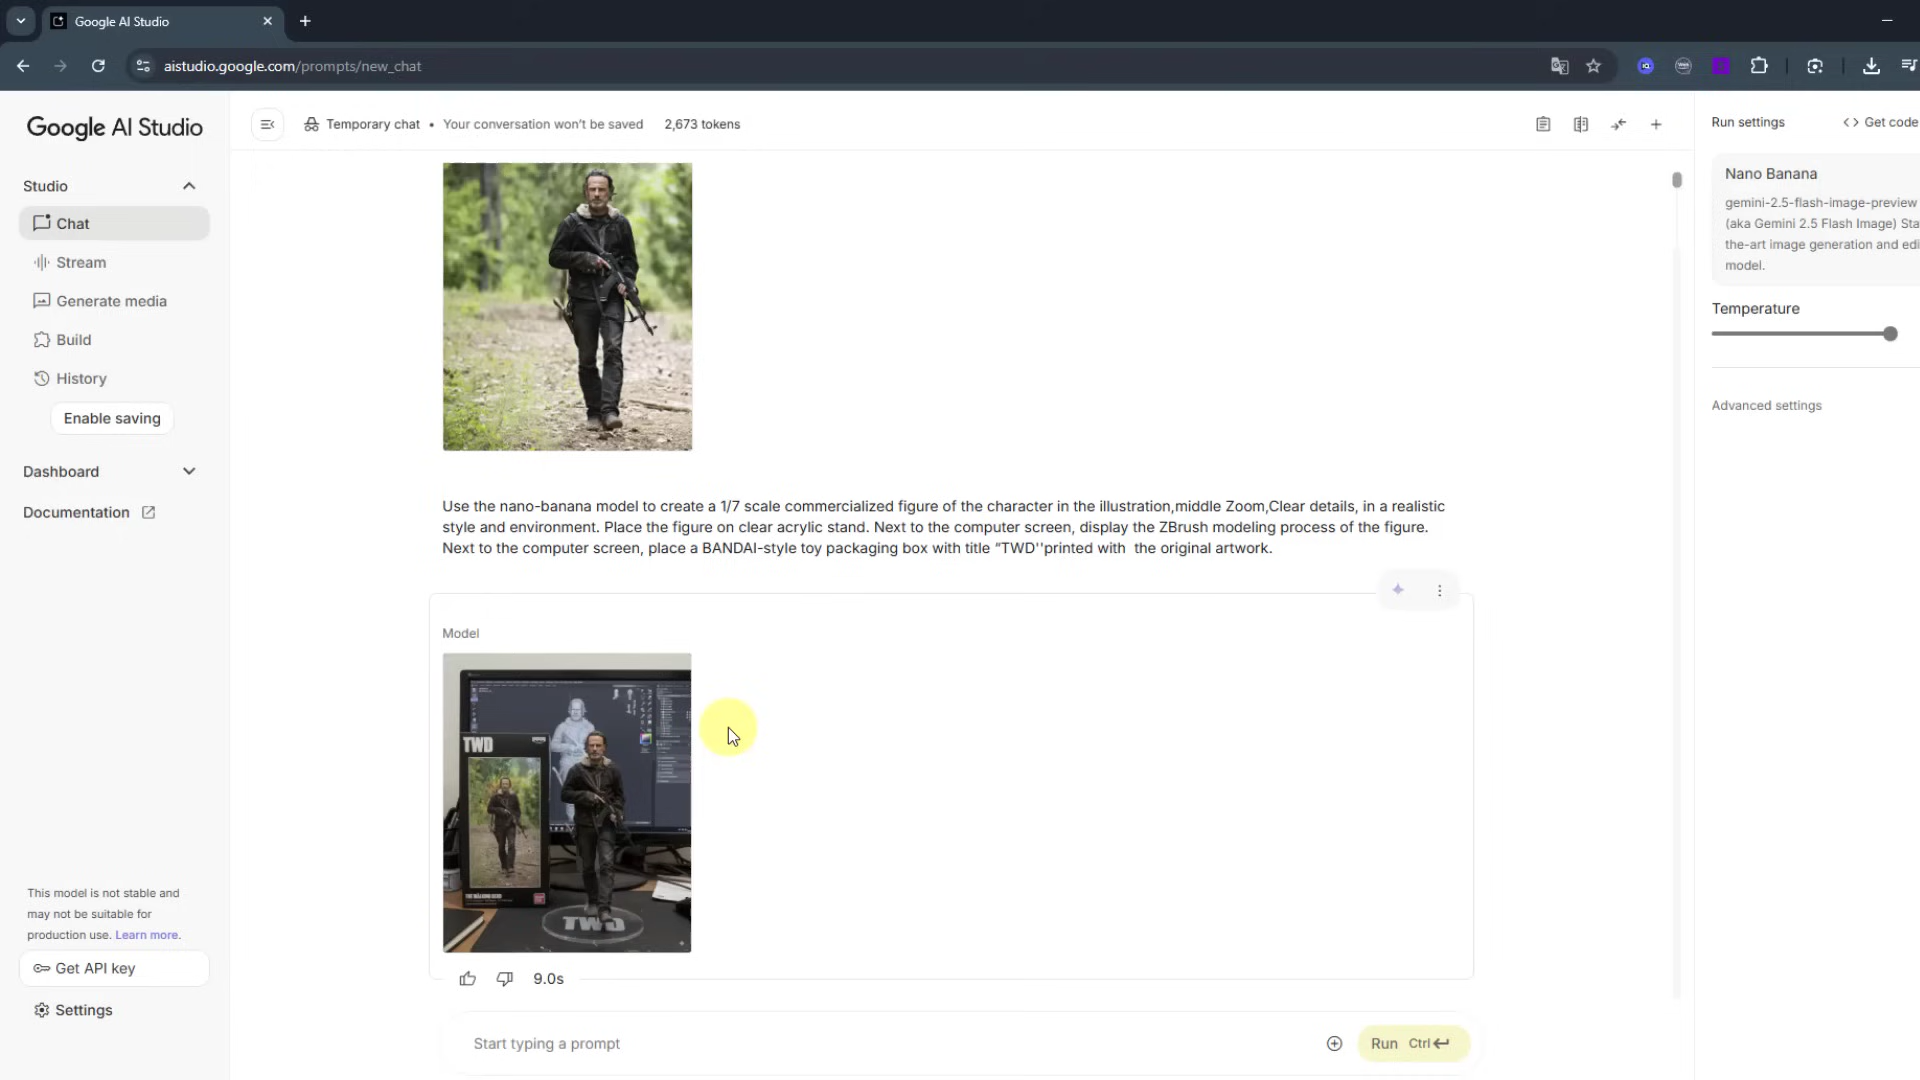 Google AI Studio
aistudio.google.com/prompts/new_chat
Google AI Studio
Temporary chat • Your conversation won't be saved 2,673 tokens
Run settings
Get code
Studio
Chat
Stream
Generate media
Build
History
Enable saving
Dashboard
Documentation
Nano Banana
gemini-2.5-flash-image-preview
(aka Gemini 2.5 Flash Image) Sta
the-art image generation and edi
model.
Temperature
Advanced settings
Use the nano-banana model to create a 1/7 scale commercialized figure of the character in the illustration,middle Zoom,Clear details, in a realistic
style and environment. Place the figure on clear acrylic stand. Next to the computer screen, display the ZBrush modeling process of the figure.
Next to the computer screen, place a BANDAI-style toy packaging box with title "TWD''printed with the original artwork.
Model
TWD
TWD
9.0s
This model is not stable and
may not be suitable for
production use. Learn more.
Get API key
Settings
Start typing a prompt
Run Ctrl